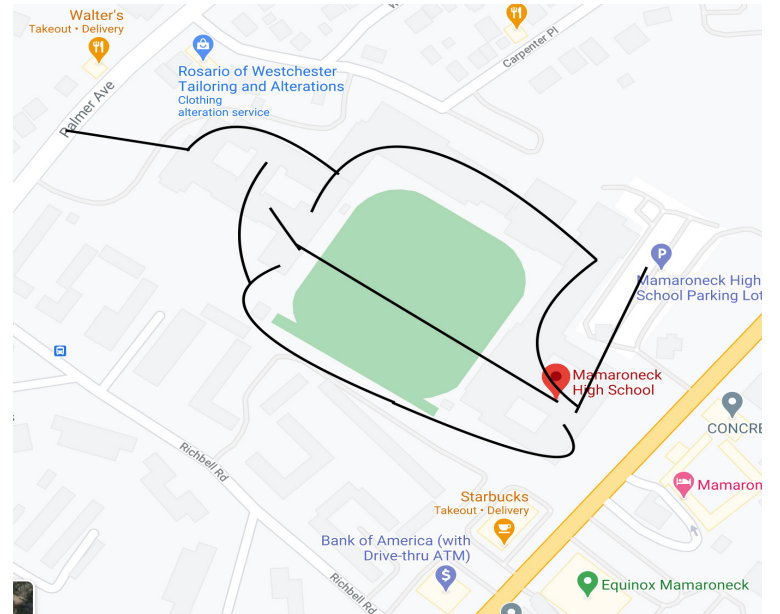 Walter's
Takeout • Delivery
Carpenter Pl
Palmer Ave
Rosario of Westchester
Tailoring and Alterations
Clothing
alteration service
P
Mamaroneck High
School Parking Lot
Mamaroneck
High School
CONCRE
Mamaron
Richbell Rd
Starbucks
Takeout • Delivery
Bank of America (with
Drive-thru ATM)
$
Richbell Rd
Equinox Mamaroneck